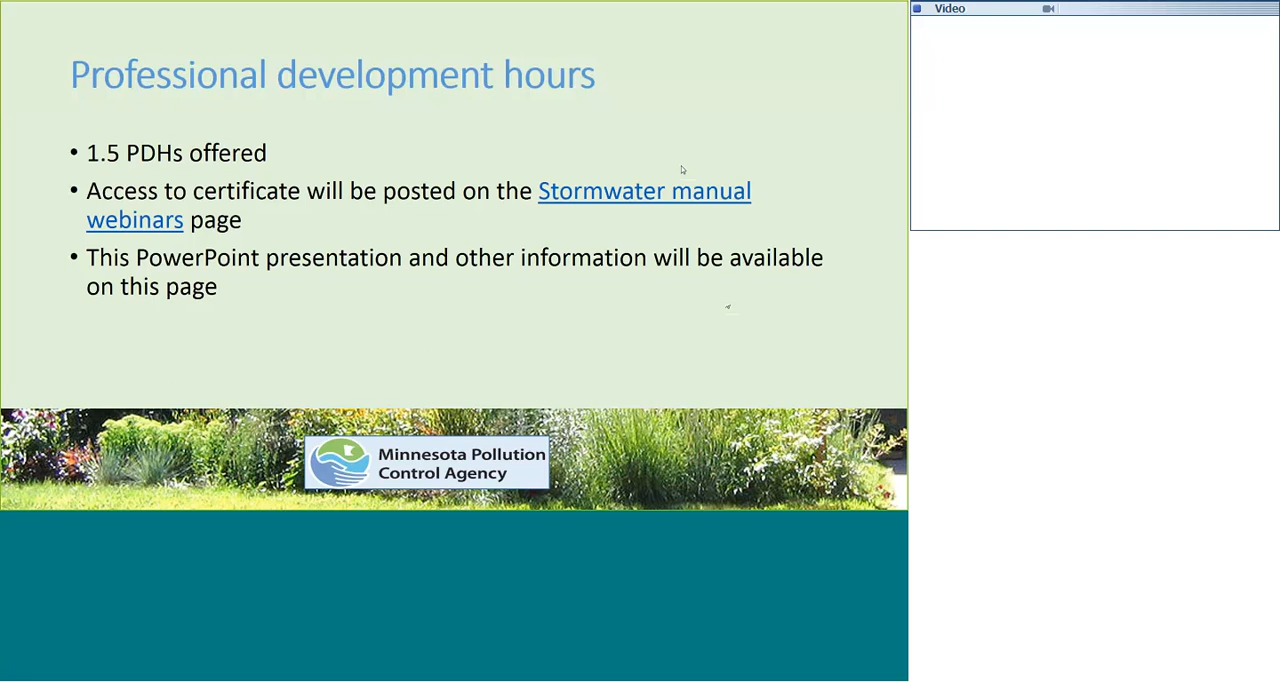 Video
Professional development hours
• 1.5 PDHs offered
• Access to certificate will be posted on the Stormwater manual
webinars page
• This PowerPoint presentation and other information will be available
on this page
Minnesota Pollution
Control Agency